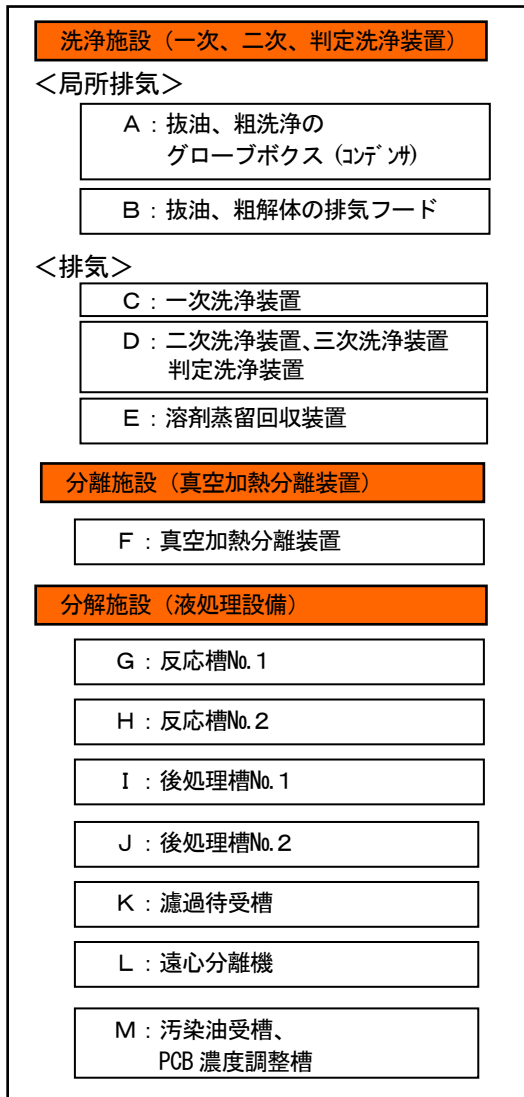 洗浄施設（一次、二次、判定洗浄装置）
＜局所排気＞
Ａ：抜油、粗洗浄の
グローブボクス（ｺﾝﾃﾞﾝｻ）
Ｂ：抜油、粗解体の排気フード
＜排気＞
Ｃ：一次洗浄装置
Ｄ：二次洗浄装置、三次洗浄装置
判定洗浄装置
Ｅ：溶剤蒸留回収装置
分離施設（真空加熱分離装置）
Ｆ：真空加熱分離装置
分解施設（液処理設備）
Ｇ：反応槽№1
Ｈ：反応槽№2
Ｉ：後処理槽№1
Ｊ：後処理槽№2
Ｋ：濾過待受槽
Ｌ：遠心分離機
Ｍ：汚染油受槽、
PCB 濃度調整槽